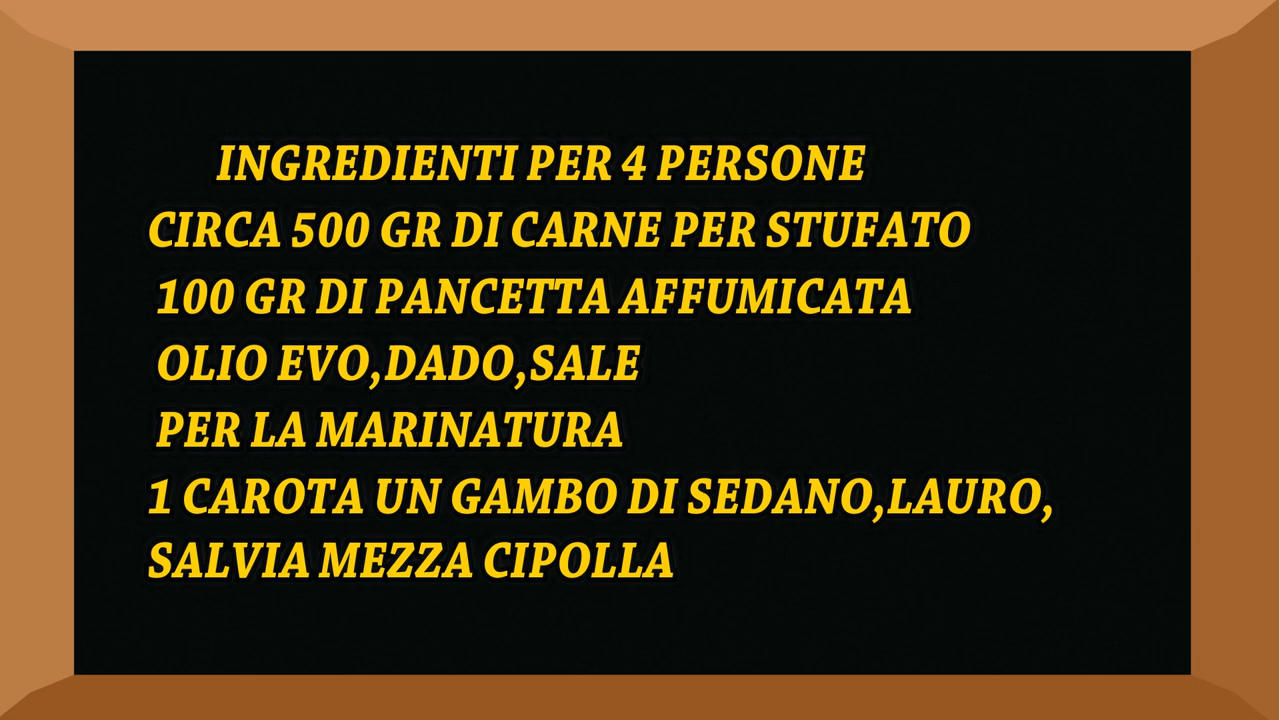 INGREDIENTI PER 4 PERSONE
CIRCA 500 GR DI CARNE PER STUFATO
100 GR DI PANCETTA AFFUMICATA
OLIO EVO,DADO,SALE
PER LA MARINATURA
1 CAROTA UN GAMBO DI SEDANO,LAURO,
SALVIA MEZZA CIPOLLA